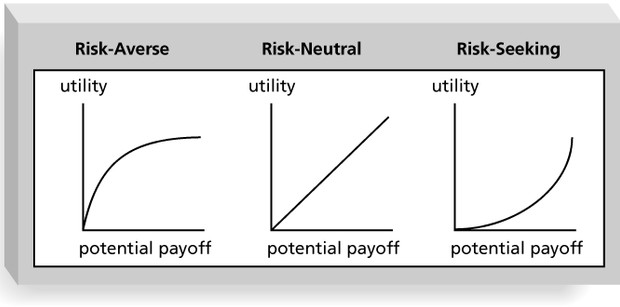 Risk-Averse
Risk-Neutral
Risk-Seeking
utility
utility
utility
potential payoff
potential payoff
potential payoff